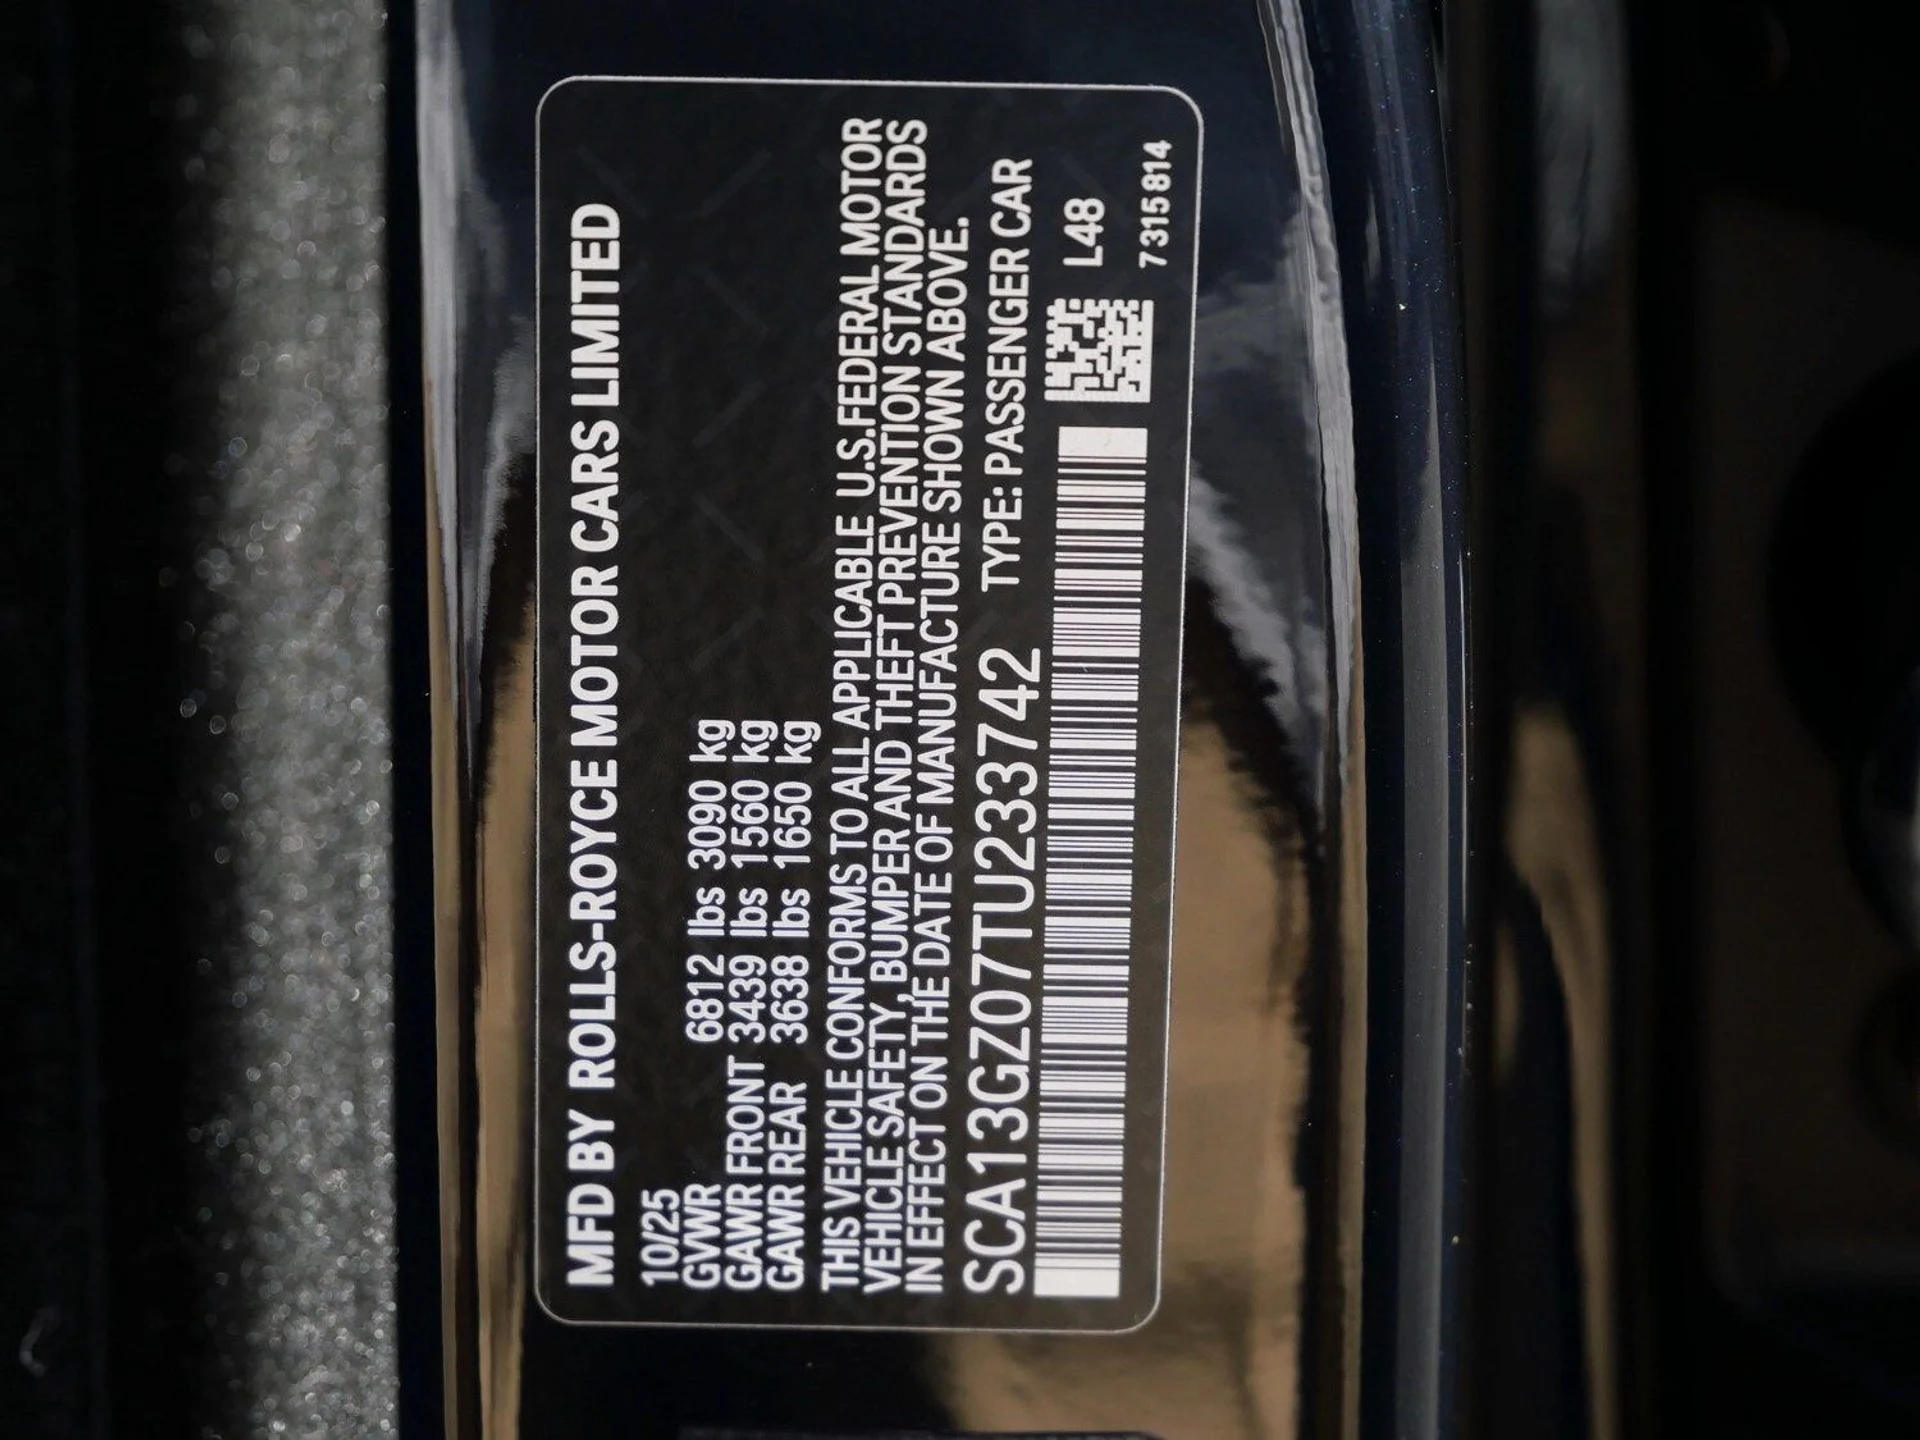 MFD BY ROLLS-ROYCE MOTOR CARS LIMITED
10/25
GVWR 6812 lbs 3090 kg
GAWR FRONT 3439 lbs 1560 kg
GAWR REAR 3638 lbs 1650 kg
THIS VEHICLE CONFORMS TO ALL APPLICABLE U.S.FEDERAL MOTOR
VEHICLE SAFETY, BUMPER AND THEFT PREVENTION STANDARDS
IN EFFECT ON THE DATE OF MANUFACTURE SHOWN ABOVE.
SCA13GZ07TU233742 TYPE: PASSENGER CAR
L48
7315814